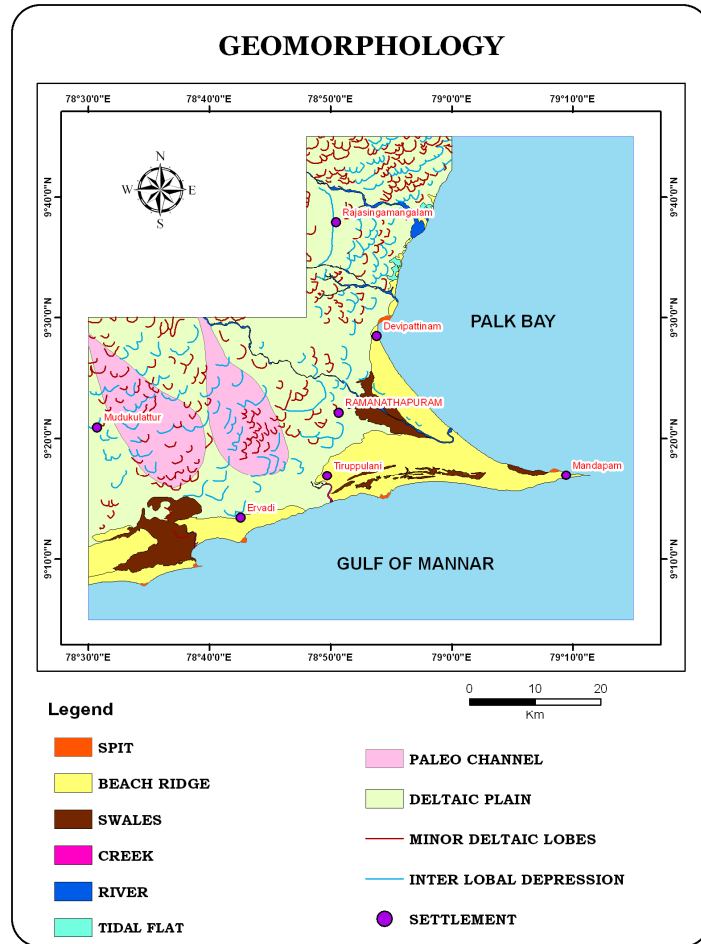 GEOMORPHOLOGY
78°30'0"E 78°40'0"E 78°50'0"E 79°0'0"E 79°10'0"E
N
W E
S
9°40'0"N 9°40'0"N
Rajasingamangalam
9°30'0"N 9°30'0"N
Devipattinam
PALK BAY
RAMANATHAPURAM
Mudukulattur
9°20'0"N 9°20'0"N
Tiruppulani
Mandapam
Ervadi
9°10'0"N 9°10'0"N
GULF OF MANNAR
78°30'0"E 78°40'0"E 78°50'0"E 79°0'0"E 79°10'0"E
0 10 20
Km
Legend
SPIT
BEACH RIDGE
SWALES
CREEK
RIVER
TIDAL FLAT
PALEO CHANNEL
DELTAIC PLAIN
MINOR DELTAIC LOBES
INTER LOBAL DEPRESSION
SETTLEMENT